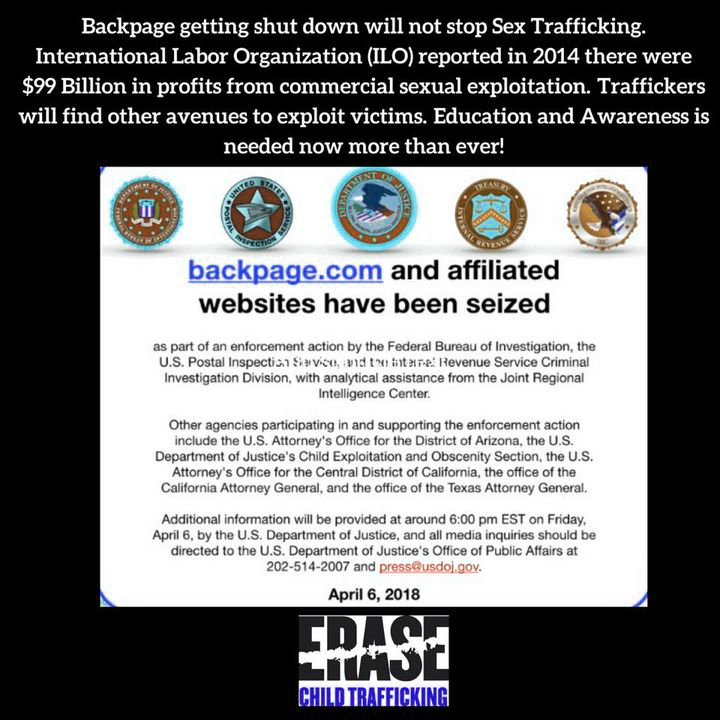 Backpage getting shut down will not stop Sex Trafficking.
International Labor Organization (ILO) reported in 2014 there were
$99 Billion in profits from commercial sexual exploitation. Traffickers
will find other avenues to exploit victims. Education and Awareness is
needed now more than ever!
DEPARTMENT OF JUSTICE
FEDERAL BUREAU OF INVESTIGATION
UNITED STATES
POSTAL INSPECTION SERVICE
DEPARTMENT OF JUSTICE
TREASURY
INTERNAL REVENUE SERVICE
JRIC
backpage.com and affiliated
websites have been seized
as part of an enforcement action by the Federal Bureau of Investigation, the
U.S. Postal Inspection Service, and the Internal Revenue Service Criminal
Investigation Division, with analytical assistance from the Joint Regional
Intelligence Center.
Other agencies participating in and supporting the enforcement action
include the U.S. Attorney's Office for the District of Arizona, the U.S.
Department of Justice's Child Exploitation and Obscenity Section, the U.S.
Attorney's Office for the Central District of California, the office of the
California Attorney General, and the office of the Texas Attorney General.
Additional information will be provided at around 6:00 pm EST on Friday,
April 6, by the U.S. Department of Justice, and all media inquiries should be
directed to the U.S. Department of Justice's Office of Public Affairs at
202-514-2007 and press@usdoj.gov.
April 6, 2018
ERASE
CHILD TRAFFICKING